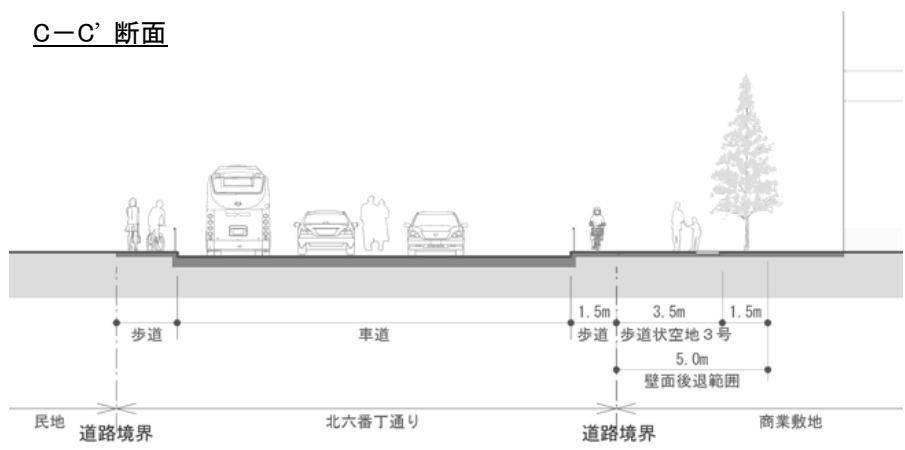 C－C’ 断面
1.5m 3.5m 1.5m
歩道 車道 歩道 歩道状空地３号
5.0m
壁面後退範囲
民地 北六番丁通り 商業敷地
道路境界 道路境界